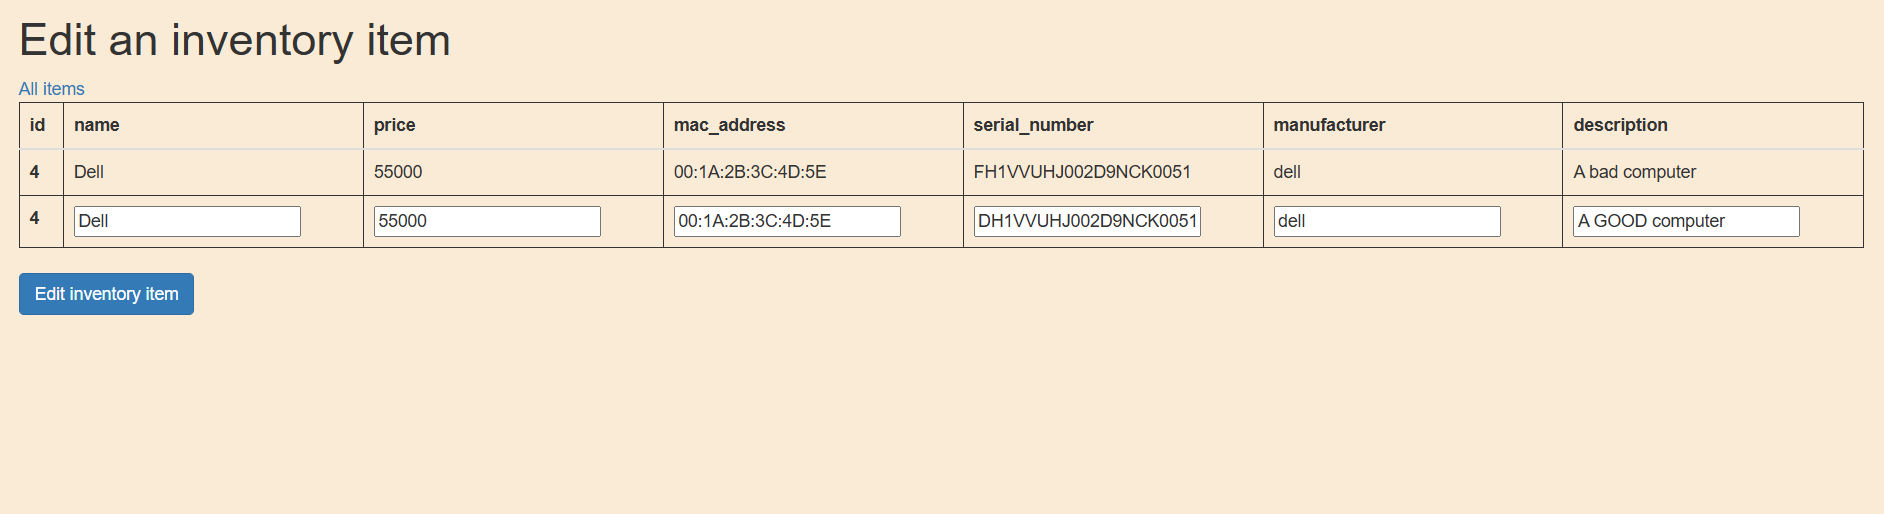 Edit an inventory item
All items
id name price mac_address serial_number manufacturer description
4 Dell 55000 00:1A:2B:3C:4D:5E FH1VVUHJ002D9NCK0051 dell A bad computer
4 Dell 55000 00:1A:2B:3C:4D:5E DH1VVUHJ002D9NCK0051 dell A GOOD computer
Edit inventory item